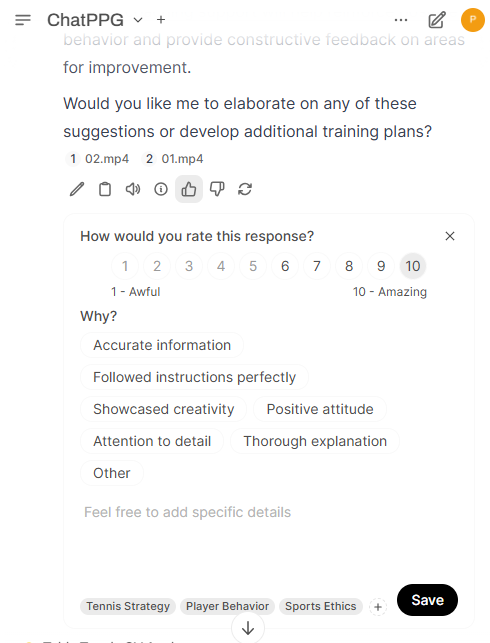 ChatPPG
P
behavior and provide constructive feedback on areas
for improvement.
Would you like me to elaborate on any of these
suggestions or develop additional training plans?
1 02.mp4 2 01.mp4
How would you rate this response?
1 2 3 4 5 6 7 8 9 10
1 - Awful 10 - Amazing
Why?
Accurate information
Followed instructions perfectly
Showcased creativity Positive attitude
Attention to detail Thorough explanation
Other
Feel free to add specific details
Tennis Strategy Player Behavior Sports Ethics + Save